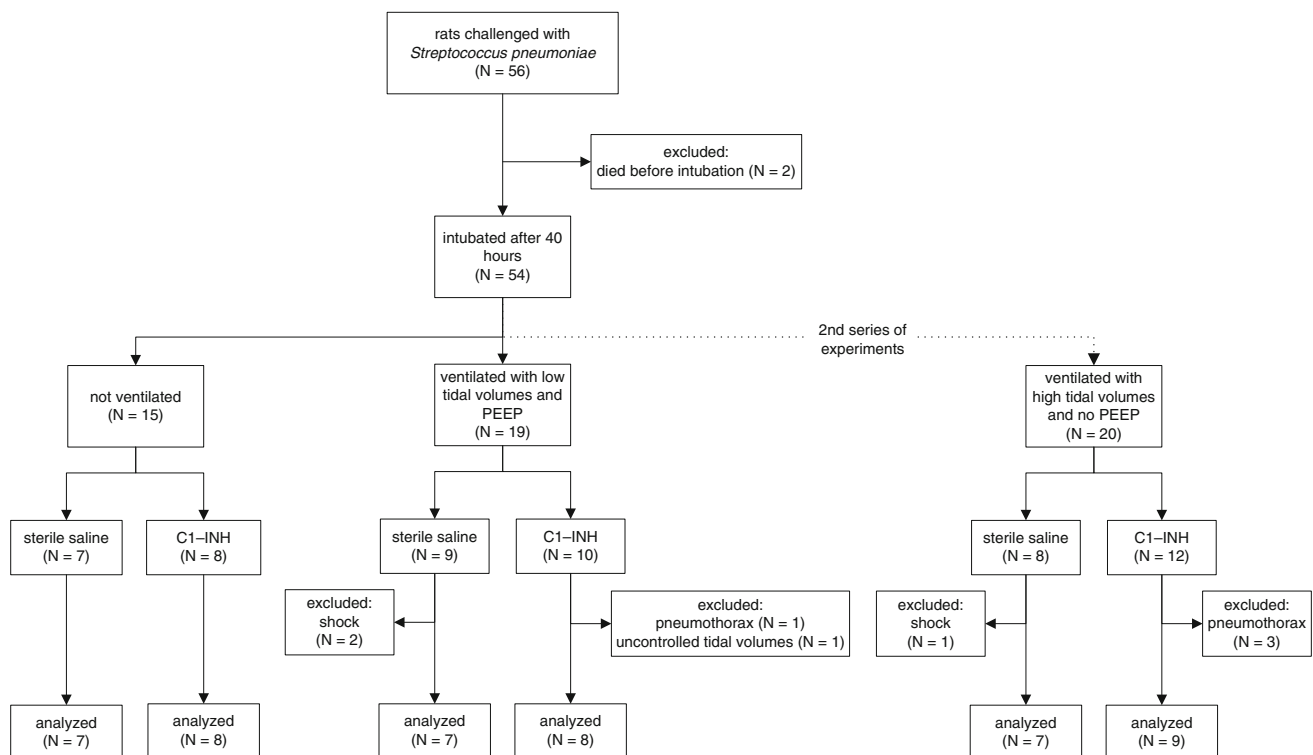 rats challenged with
Streptococcus pneumoniae
(N = 56)
excluded:
died before intubation (N = 2)
intubated after 40
hours
(N = 54)
2nd series of
experiments
not ventilated
(N = 15)
ventilated with low
tidal volumes and
PEEP
(N = 19)
ventilated with
high tidal volumes
and no PEEP
(N = 20)
sterile saline
(N = 7)
C1–INH
(N = 8)
sterile saline
(N = 9)
C1–INH
(N = 10)
sterile saline
(N = 8)
C1–INH
(N = 12)
excluded:
shock
(N = 2)
excluded:
pneumothorax (N = 1)
uncontrolled tidal volumes (N = 1)
excluded:
shock
(N = 1)
excluded:
pneumothorax
(N = 3)
analyzed
(N = 7)
analyzed
(N = 8)
analyzed
(N = 7)
analyzed
(N = 8)
analyzed
(N = 7)
analyzed
(N = 9)